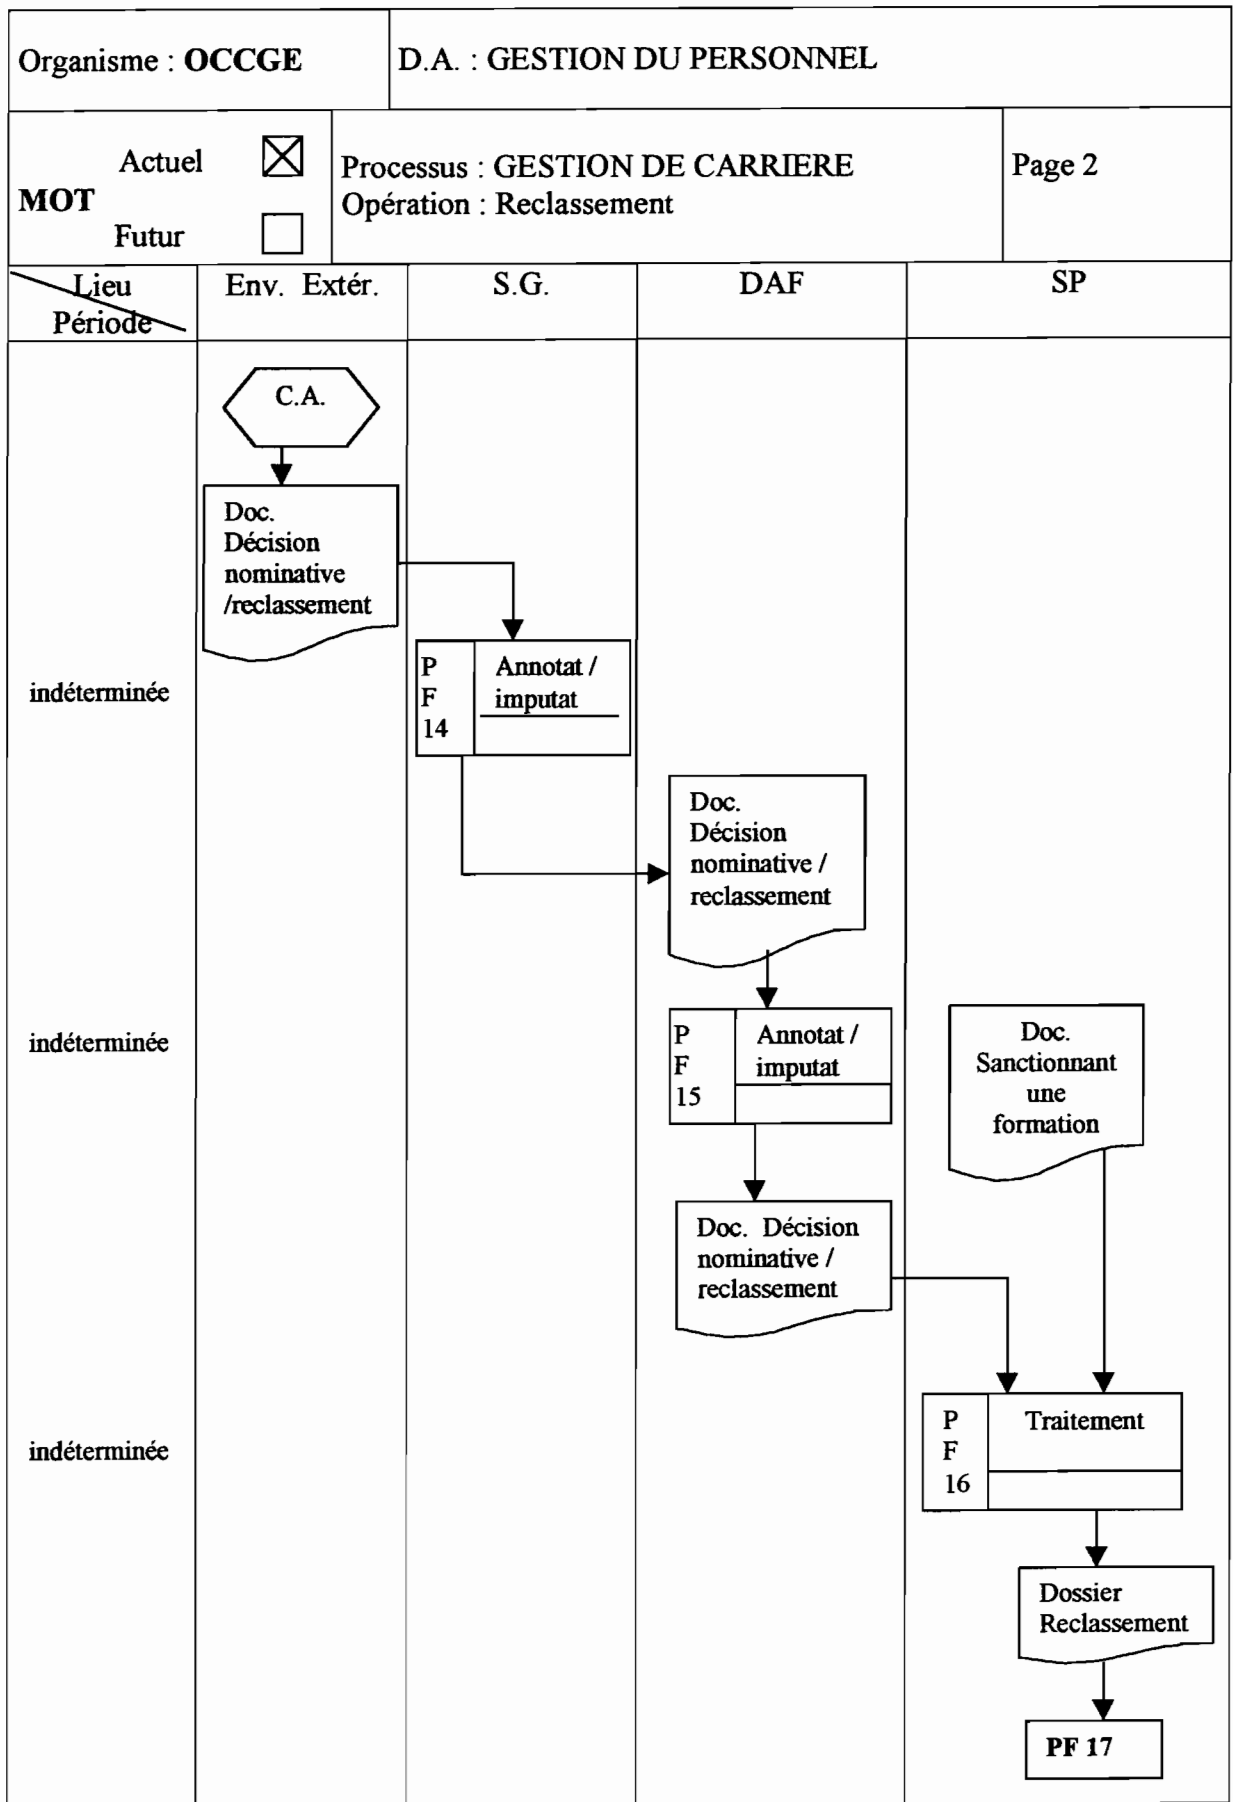 Organisme : OCCGE
D.A. : GESTION DU PERSONNEL
Actuel
MOT
Futur
Processus : GESTION DE CARRIERE
Opération : Reclassement
Page 2
Lieu
Période
Env. Extér.
S.G.
DAF
SP
C.A.
Doc.
Décision
nominative
/reclassement
indéterminée
P
F
14
Annotat /
imputat
Doc.
Décision
nominative /
reclassement
indéterminée
P
F
15
Annotat /
imputat
Doc.
Sanctionnant
une
formation
Doc. Décision
nominative /
reclassement
indéterminée
P
F
16
Traitement
Dossier
Reclassement
PF 17